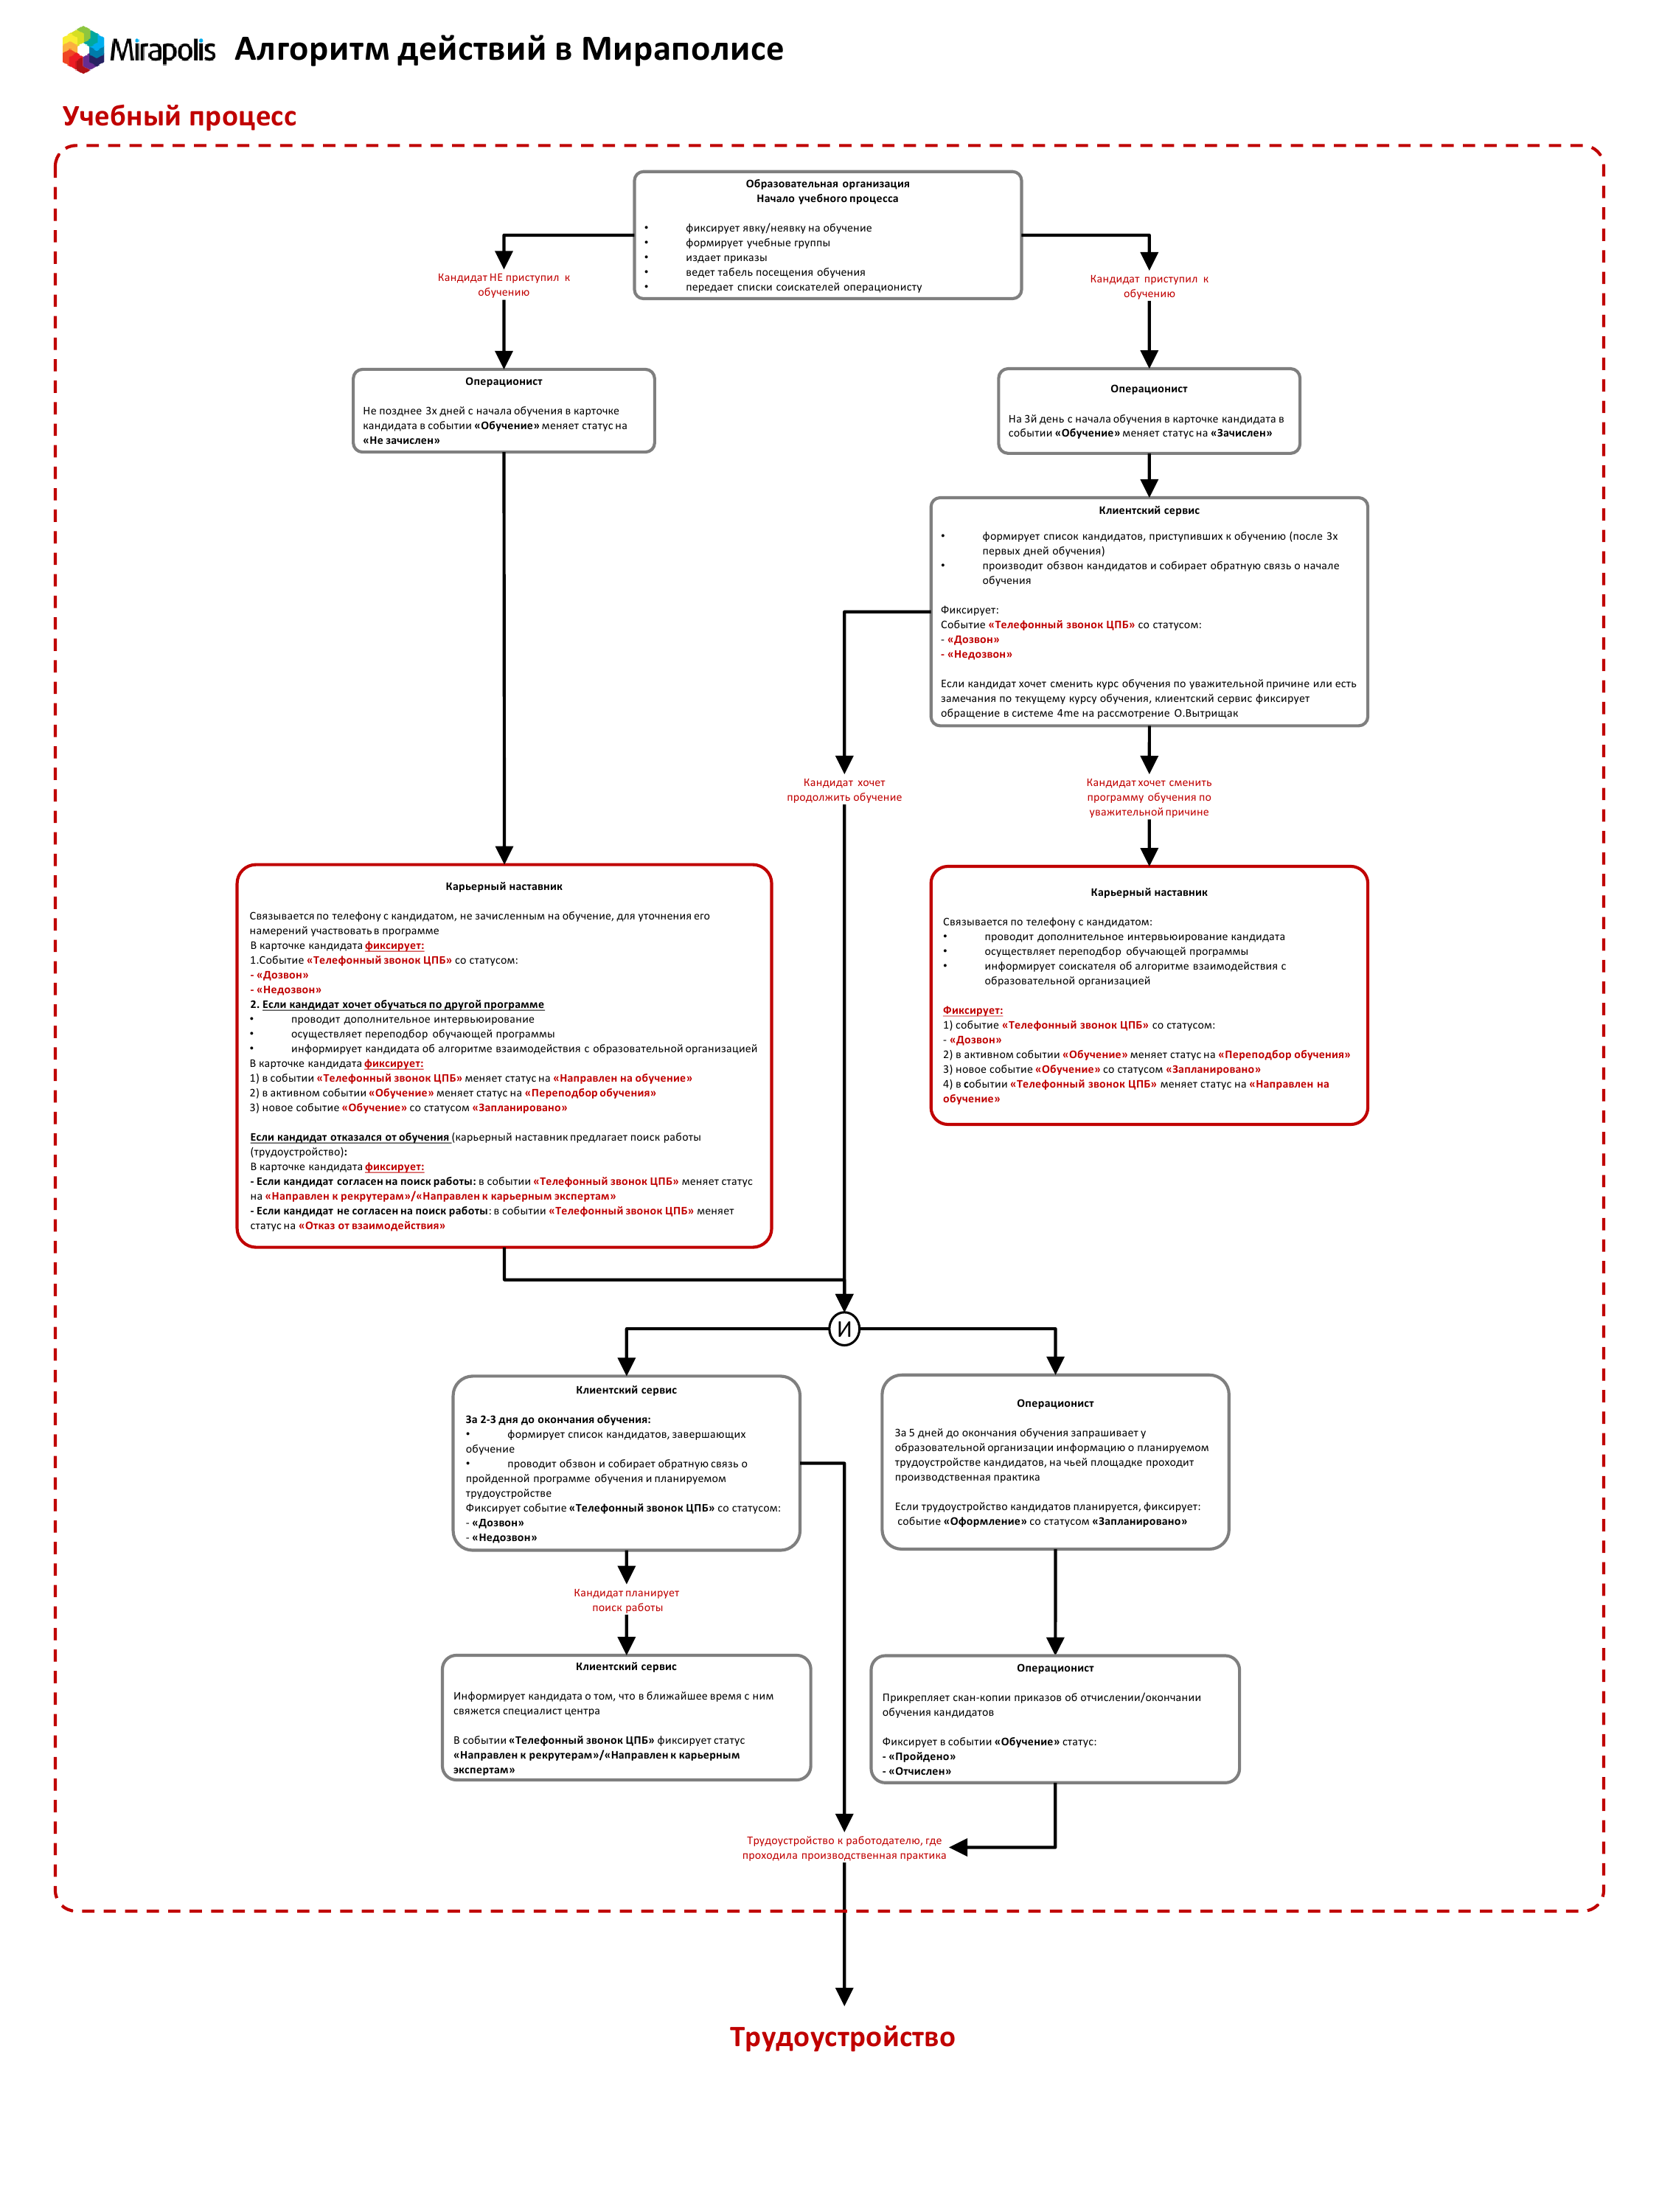 Mirapolis Алгоритм действий в Мираполисе
Учебный процесс
Образовательная организация
Начало учебного процесса
• фиксирует явку/неявку на обучение
• формирует учебные группы
• издает приказы
• ведет табель посещения обучения
• передает списки соискателей операционисту
Кандидат НЕ приступил к
обучению
Кандидат приступил к
обучению
Операционист
Не позднее 3х дней с начала обучения в карточке
кандидата в событии «Обучение» меняет статус на
«Не зачислен»
Операционист
На 3й день с начала обучения в карточке кандидата в
событии «Обучение» меняет статус на «Зачислен»
Клиентский сервис
• формирует список кандидатов, приступивших к обучению (после 3х
первых дней обучения)
• производит обзвон кандидатов и собирает обратную связь о начале
обучения
Фиксирует:
Событие «Телефонный звонок ЦПБ» со статусом:
- «Дозвон»
- «Недозвон»
Если кандидат хочет сменить курс обучения по уважительной причине или есть
замечания по текущему курсу обучения, клиентский сервис фиксирует
обращение в системе 4me на рассмотрение О.Вытрищак
Кандидат хочет
продолжить обучение
Кандидат хочет сменить
программу обучения по
уважительной причине
Карьерный наставник
Связывается по телефону с кандидатом, не зачисленным на обучение, для уточнения его
намерений участвовать в программе
В карточке кандидата фиксирует:
1.Событие «Телефонный звонок ЦПБ» со статусом:
- «Дозвон»
- «Недозвон»
2. Если кандидат хочет обучаться по другой программе
• проводит дополнительное интервьюирование
• осуществляет переподбор обучающей программы
• информирует кандидата об алгоритме взаимодействия с образовательной организацией
В карточке кандидата фиксирует:
1) в событии «Телефонный звонок ЦПБ» меняет статус на «Направлен на обучение»
2) в активном событии «Обучение» меняет статус на «Переподбор обучения»
3) новое событие «Обучение» со статусом «Запланировано»
Если кандидат отказался от обучения (карьерный наставник предлагает поиск работы
(трудоустройство):
В карточке кандидата фиксирует:
- Если кандидат согласен на поиск работы: в событии «Телефонный звонок ЦПБ» меняет статус
на «Направлен к рекрутерам»/«Направлен к карьерным экспертам»
- Если кандидат не согласен на поиск работы: в событии «Телефонный звонок ЦПБ» меняет
статус на «Отказ от взаимодействия»
Карьерный наставник
Связывается по телефону с кандидатом:
• проводит дополнительное интервьюирование кандидата
• осуществляет переподбор обучающей программы
• информирует соискателя об алгоритме взаимодействия с
образовательной организацией
Фиксирует:
1) событие «Телефонный звонок ЦПБ» со статусом:
- «Дозвон»
2) в активном событии «Обучение» меняет статус на «Переподбор обучения»
3) новое событие «Обучение» со статусом «Запланировано»
4) в событии «Телефонный звонок ЦПБ» меняет статус на «Направлен на
обучение»
И
Клиентский сервис
За 2-3 дня до окончания обучения:
• формирует список кандидатов, завершающих
обучение
• проводит обзвон и собирает обратную связь о
пройденной программе обучения и планируемом
трудоустройстве
Фиксирует событие «Телефонный звонок ЦПБ» со статусом:
- «Дозвон»
- «Недозвон»
Операционист
За 5 дней до окончания обучения запрашивает у
образовательной организации информацию о планируемом
трудоустройстве кандидатов, на чьей площадке проходит
производственная практика
Если трудоустройство кандидатов планируется, фиксирует:
событие «Оформление» со статусом «Запланировано»
Кандидат планирует
поиск работы
Клиентский сервис
Информирует кандидата о том, что в ближайшее время с ним
свяжется специалист центра
В событии «Телефонный звонок ЦПБ» фиксирует статус
«Направлен к рекрутерам»/«Направлен к карьерным
экспертам»
Операционист
Прикрепляет скан-копии приказов об отчислении/окончании
обучения кандидатов
Фиксирует в событии «Обучение» статус:
- «Пройдено»
- «Отчислен»
Трудоустройство к работодателю, где
проходила производственная практика
Трудоустройство